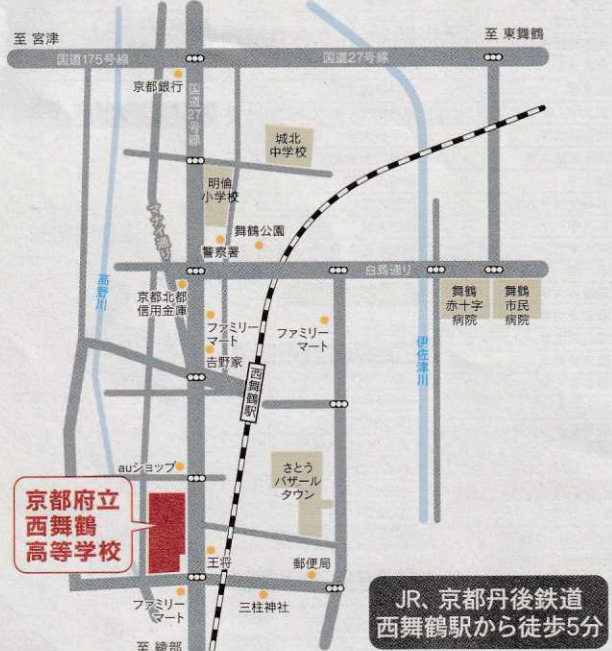 至 宮津
至 東舞鶴
国道175号線
国道27号線
京都銀行
国道27号線
城北
中学校
明倫
小学校
マナイ通り
舞鶴公園
警察署
白鳥通り
高野川
京都北都
信用金庫
舞鶴
赤十字
病院
舞鶴
市民
病院
ファミリー
マート
ファミリー
マート
吉野家
伊佐津川
西舞鶴駅
auショップ
さとう
バザール
タウン
京都府立
西舞鶴
高等学校
王将
郵便局
ファミリー
マート
三柱神社
至 綾部
JR、京都丹後鉄道
西舞鶴駅から徒歩5分